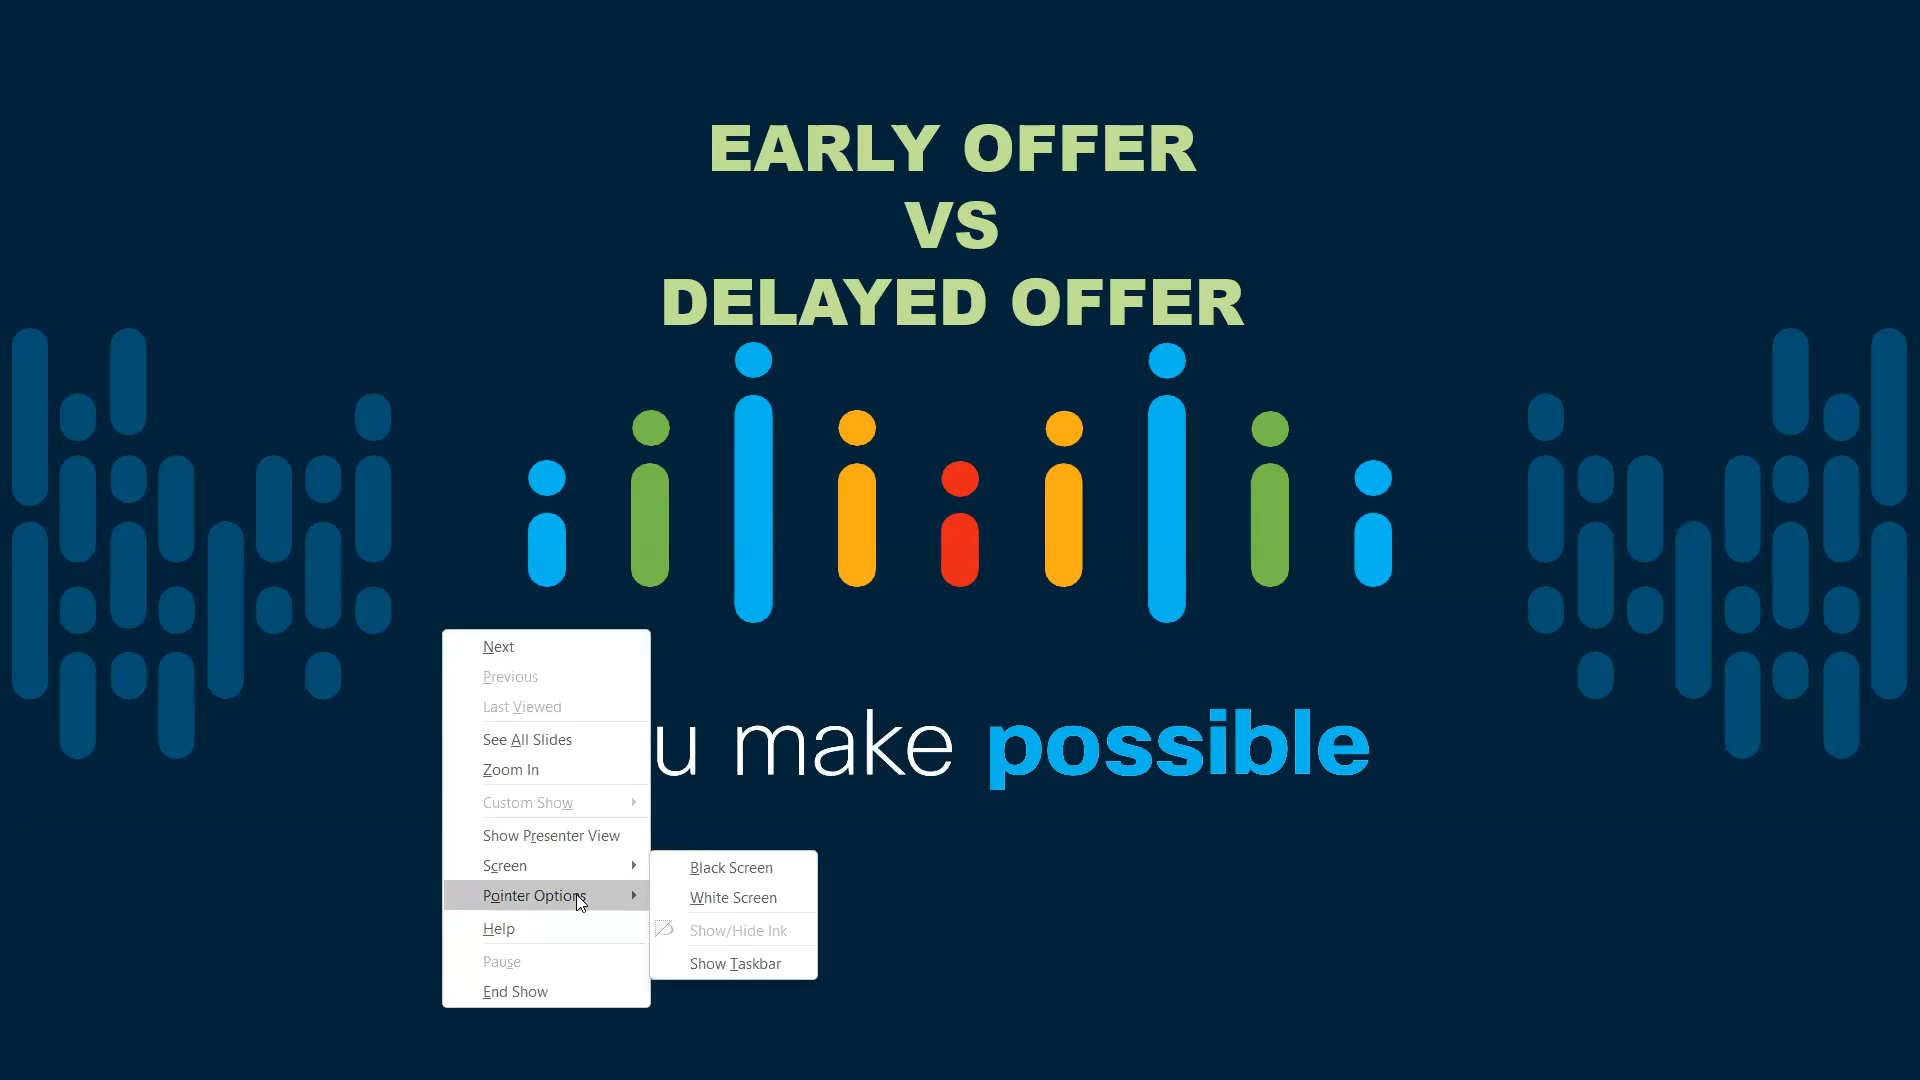 EARLY OFFER
VS
DELAYED OFFER
u make possible
Next
Previous
Last Viewed
See All Slides
Zoom In
Custom Show
Show Presenter View
Screen
Pointer Options
Help
Pause
End Show
Black Screen
White Screen
Show/Hide Ink
Show Taskbar